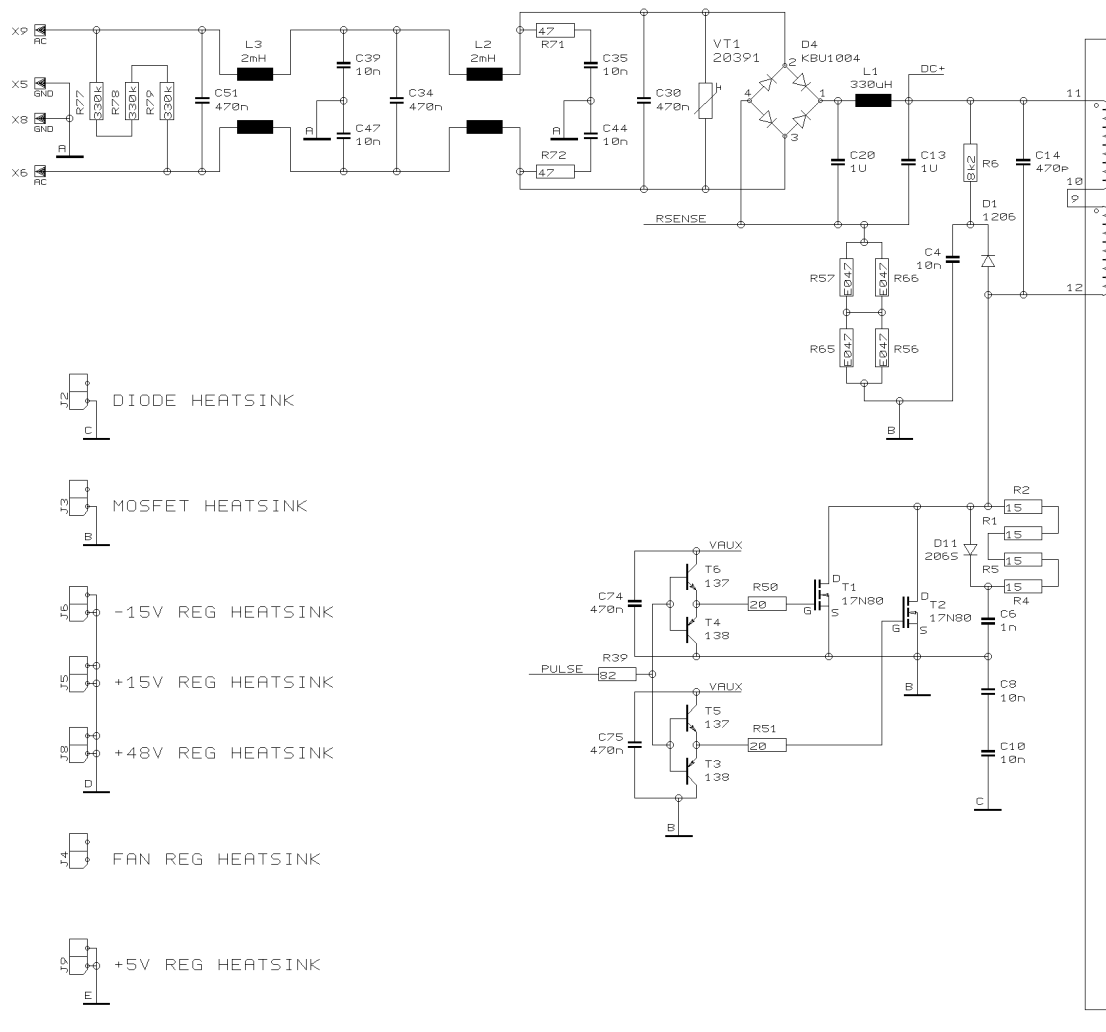 X9
AC
X5
GND
X8
GND
X6
AC
A
R77
330k
R78
330k
R79
330k
C51
470n
L3
2mH
C39
10n
A
C47
10n
C34
470n
L2
2mH
47
R71
C35
10n
A
C44
10n
R72
47
C30
470n
VT1
20391
D4
KBU1004
2
4
1
3
L1
330uH
DC+
C20
1U
C13
1U
8k2
R6
C14
470p
11
10
9
12
D1
1206
RSENSE
C4
10n
R57
E047
E047
R66
R65
E047
E047
R56
B
J2
DIODE HEATSINK
C
J3
MOSFET HEATSINK
B
J6
-15V REG HEATSINK
J5
+15V REG HEATSINK
J8
+48V REG HEATSINK
D
J4
FAN REG HEATSINK
J9
+5V REG HEATSINK
E
R2
15
R1
15
R5
15
15
R4
D11
206S
C6
1n
C8
10n
C10
10n
C
VAUX
T6
137
C74
470n
T4
138
R50
20
D
G
S
T1
17N80
D
G
S
T2
17N80
B
PULSE
R39
82
VAUX
T5
137
C75
470n
T3
138
R51
20
B